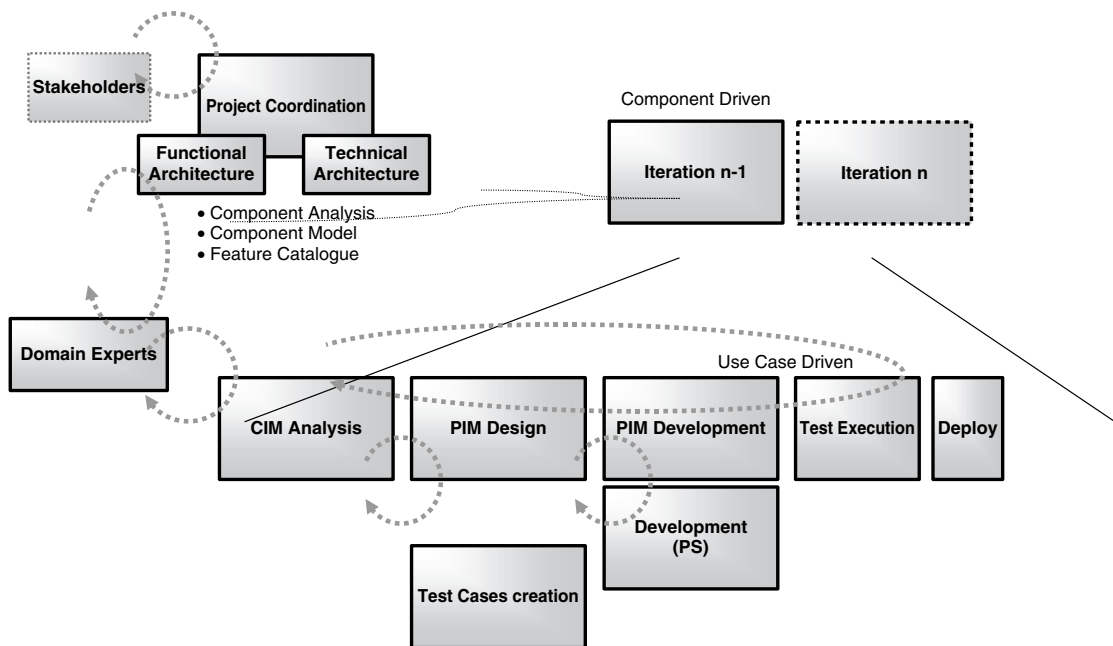 Stakeholders
Project Coordination
Functional
Architecture
Technical
Architecture
• Component Analysis
• Component Model
• Feature Catalogue
Component Driven
Iteration n-1
Iteration n
Domain Experts
Use Case Driven
CIM Analysis
PIM Design
PIM Development
Test Execution
Deploy
Development
(PS)
Test Cases creation